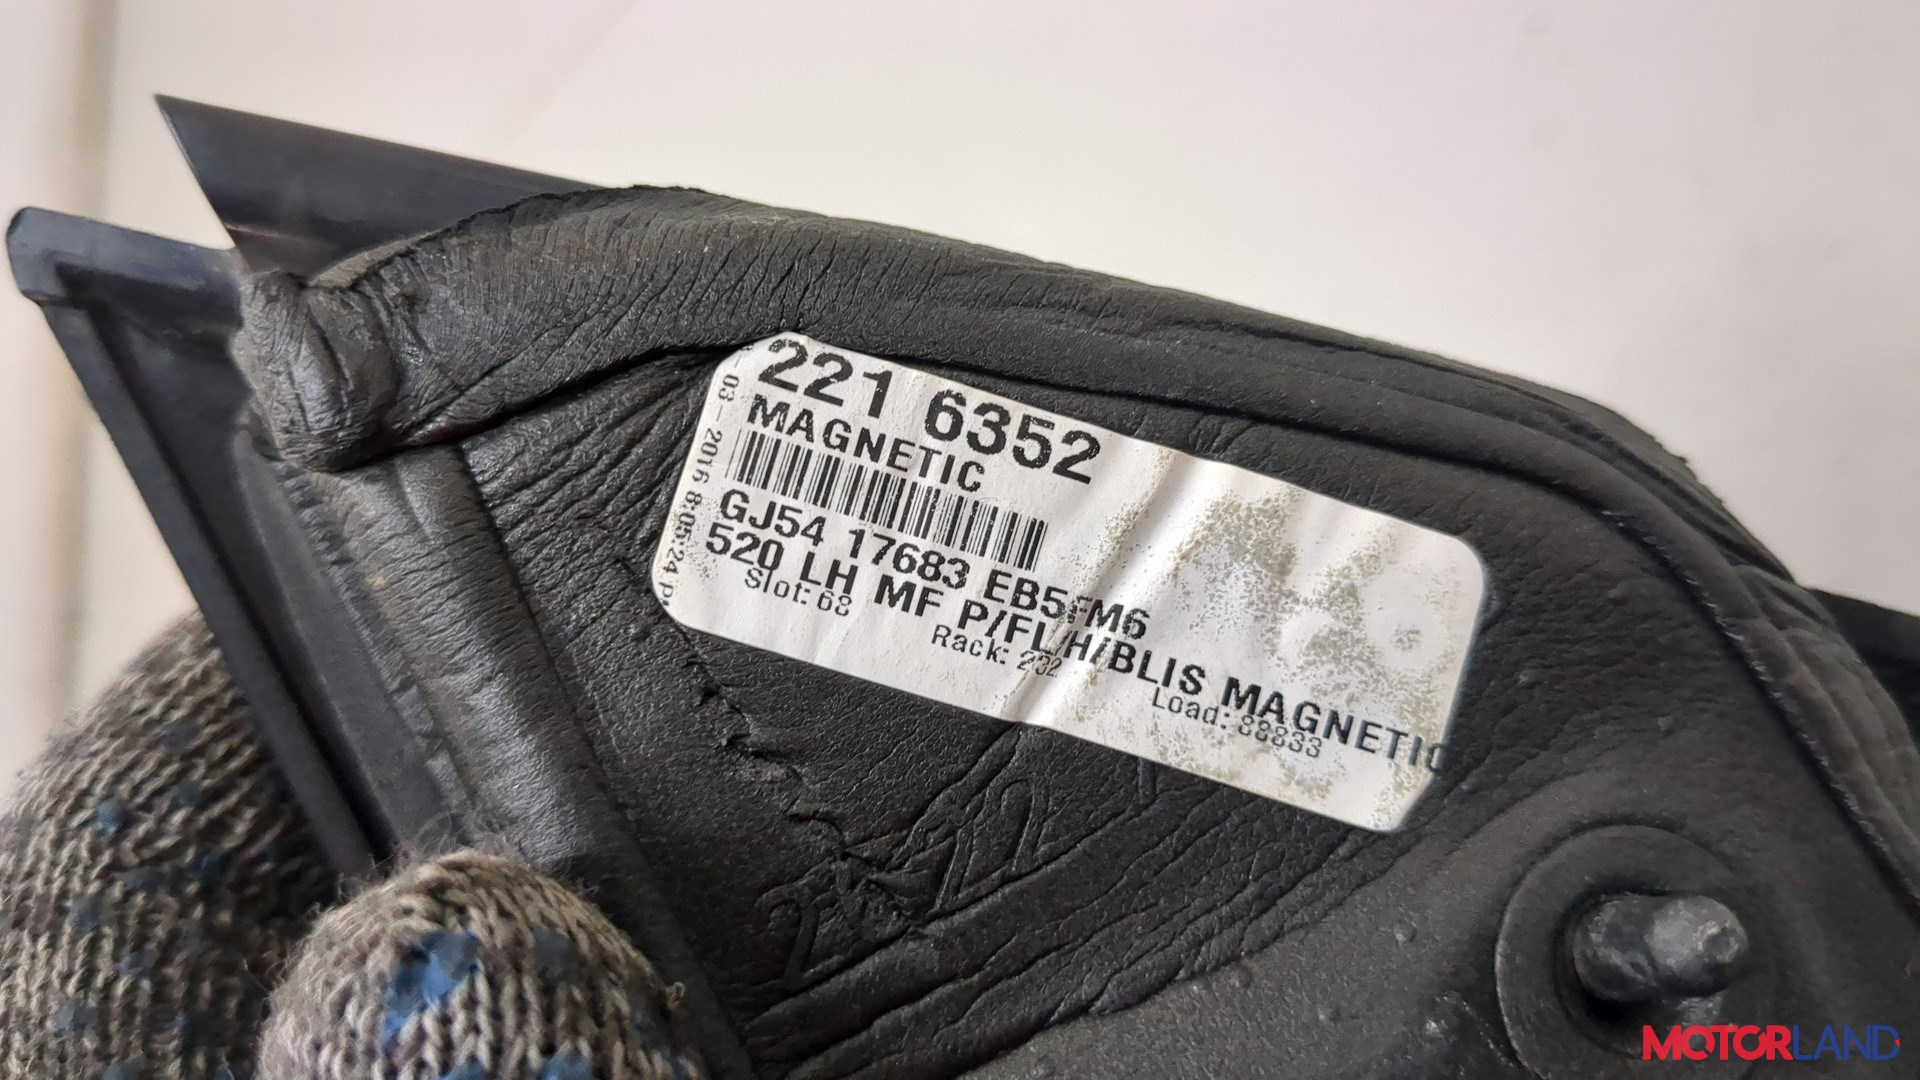 221 6352
MAGNETIC
GJ54 17683 EB5FM6
520 LH MF P/FL/H/BLIS MAGNETIC
Slot: 68 Rack: 232 Load: 88833
-03-2016 8:05:24 P
MOTORLAND